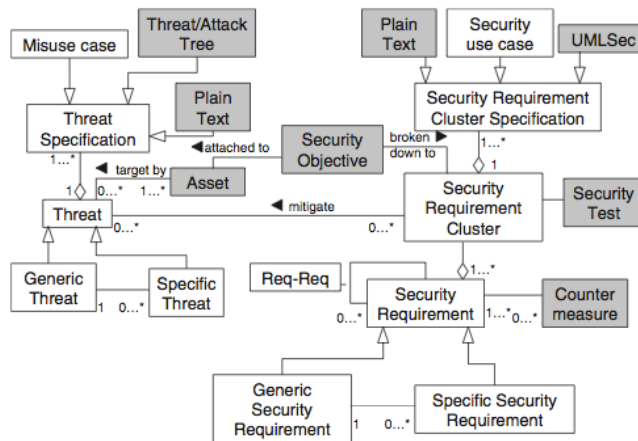 Misuse case
Threat/Attack
Tree
Plain
Text
Security
use case
UMLSec
Threat
Specification
Plain
Text
Security Requirement
Cluster Specification
1...*
1
◀attached to
Security
Objective
broken ▶
down to
1...*
1
◀ target by
0...*
1...*
Asset
Threat
0...*
◀ mitigate
0...*
Security
Requirement
Cluster
Security
Test
Generic
Threat
1
0...*
Specific
Threat
Req-Req
0...*
1...*
Security
Requirement
1...*
0...*
Counter
measure
Generic
Security
Requirement
1
0...*
Specific Security
Requirement